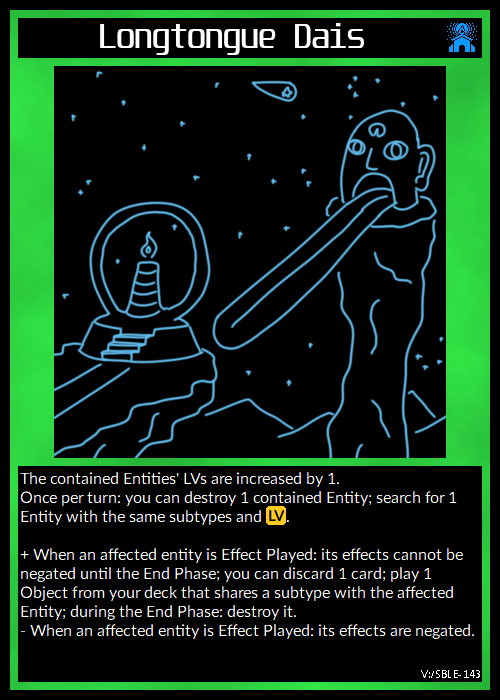 Longtongue Dais
The contained Entities' LVs are increased by 1.
Once per turn: you can destroy 1 contained Entity; search for 1
Entity with the same subtypes and LV.
+ When an affected entity is Effect Played: its effects cannot be
negated until the End Phase; you can discard 1 card; play 1
Object from your deck that shares a subtype with the affected
Entity; during the End Phase: destroy it.
- When an affected entity is Effect Played: its effects are negated.
V:/SBLE-143